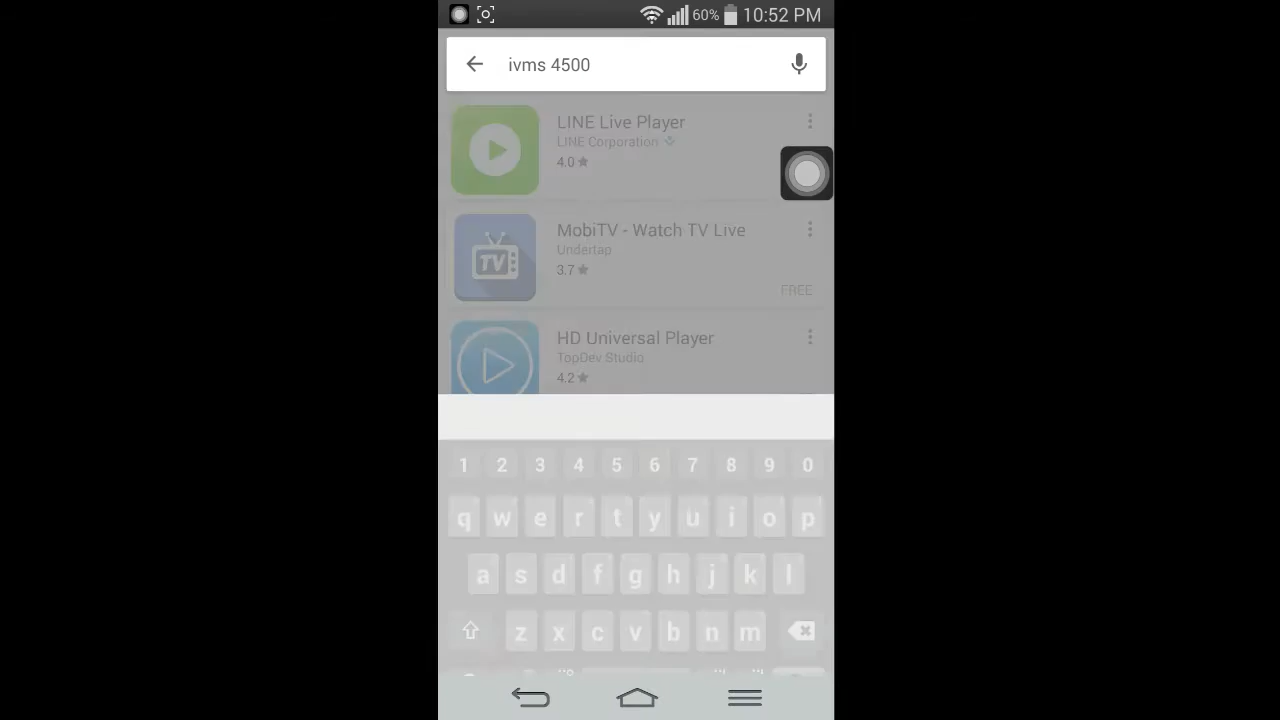 60% 10:52 PM
ivms 4500
LINE Live Player
LINE Corporation
4.0
TV
MobiTV - Watch TV Live
Undertap
3.7
FREE
HD Universal Player
TopDev Studio
4.2
1 2 3 4 5 6 7 8 9 0
q w e r t y u i o p
a s d f g h j k l
z x c v b n m